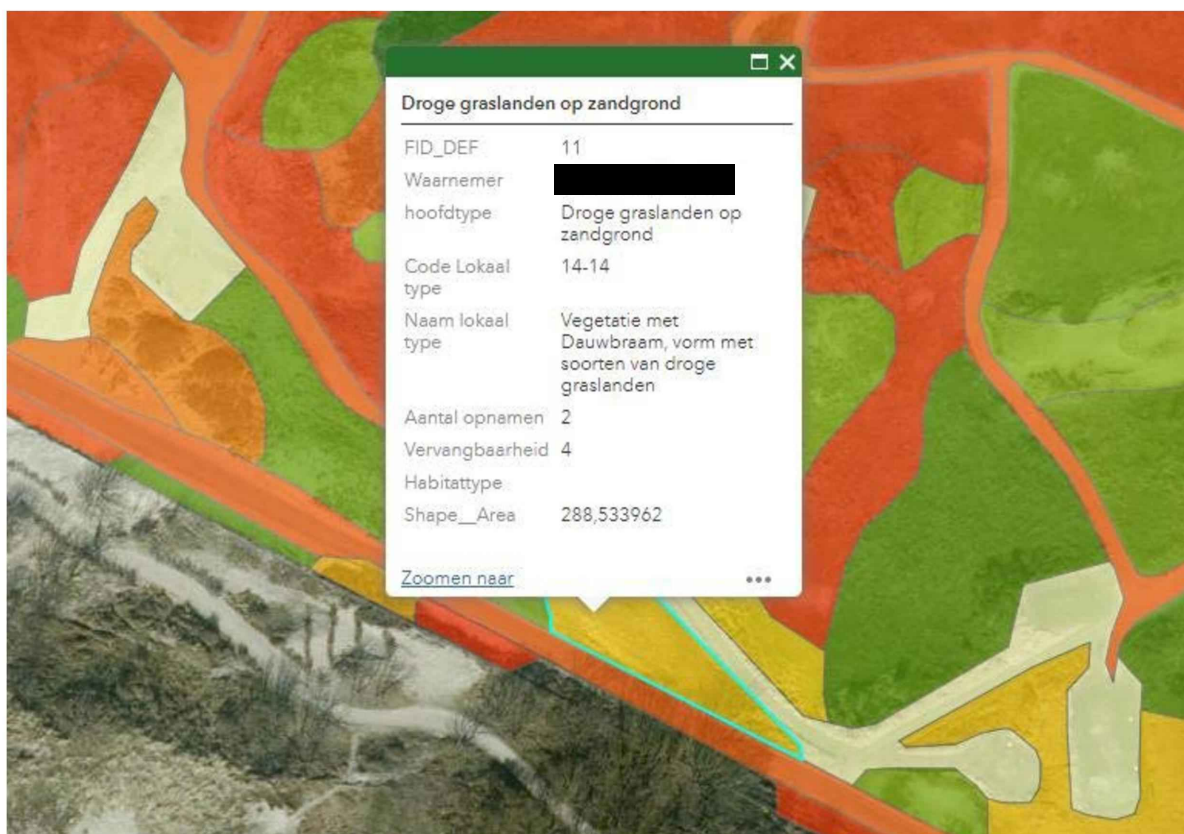 Droge graslanden op zandgrond
FID_DEF 11
Waarnemer
hoofdtype Droge graslanden op
zandgrond
Code Lokaal 14-14
type
Naam lokaal Vegetatie met
type Dauwbraam, vorm met
soorten van droge
graslanden
Aantal opnamen 2
Vervangbaarheid 4
Habitattype
Shape__Area 288,533962
Zoomen naar